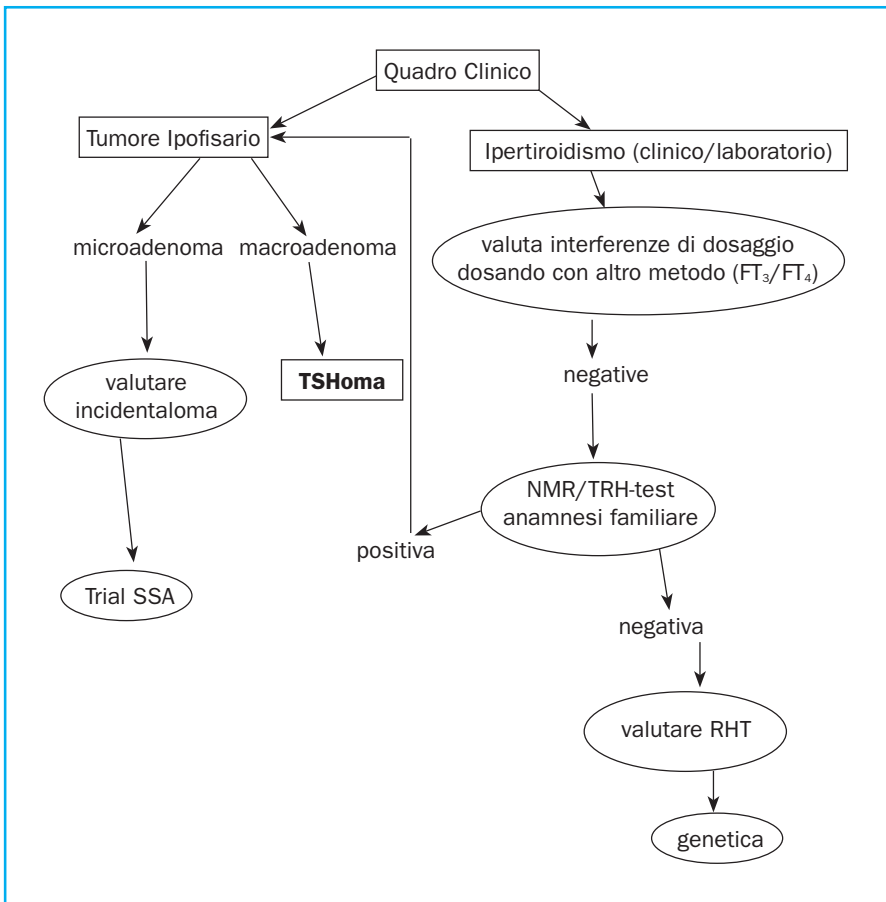 Quadro Clinico
Tumore Ipofisario
Ipertiroidismo (clinico/laboratorio)
microadenoma
macroadenoma
valuta interferenze di dosaggio
dosando con altro metodo (FT₃/FT₄)
valutare
incidentaloma
TSHoma
negative
NMR/TRH-test
anamnesi familiare
positiva
Trial SSA
negativa
valutare RHT
genetica